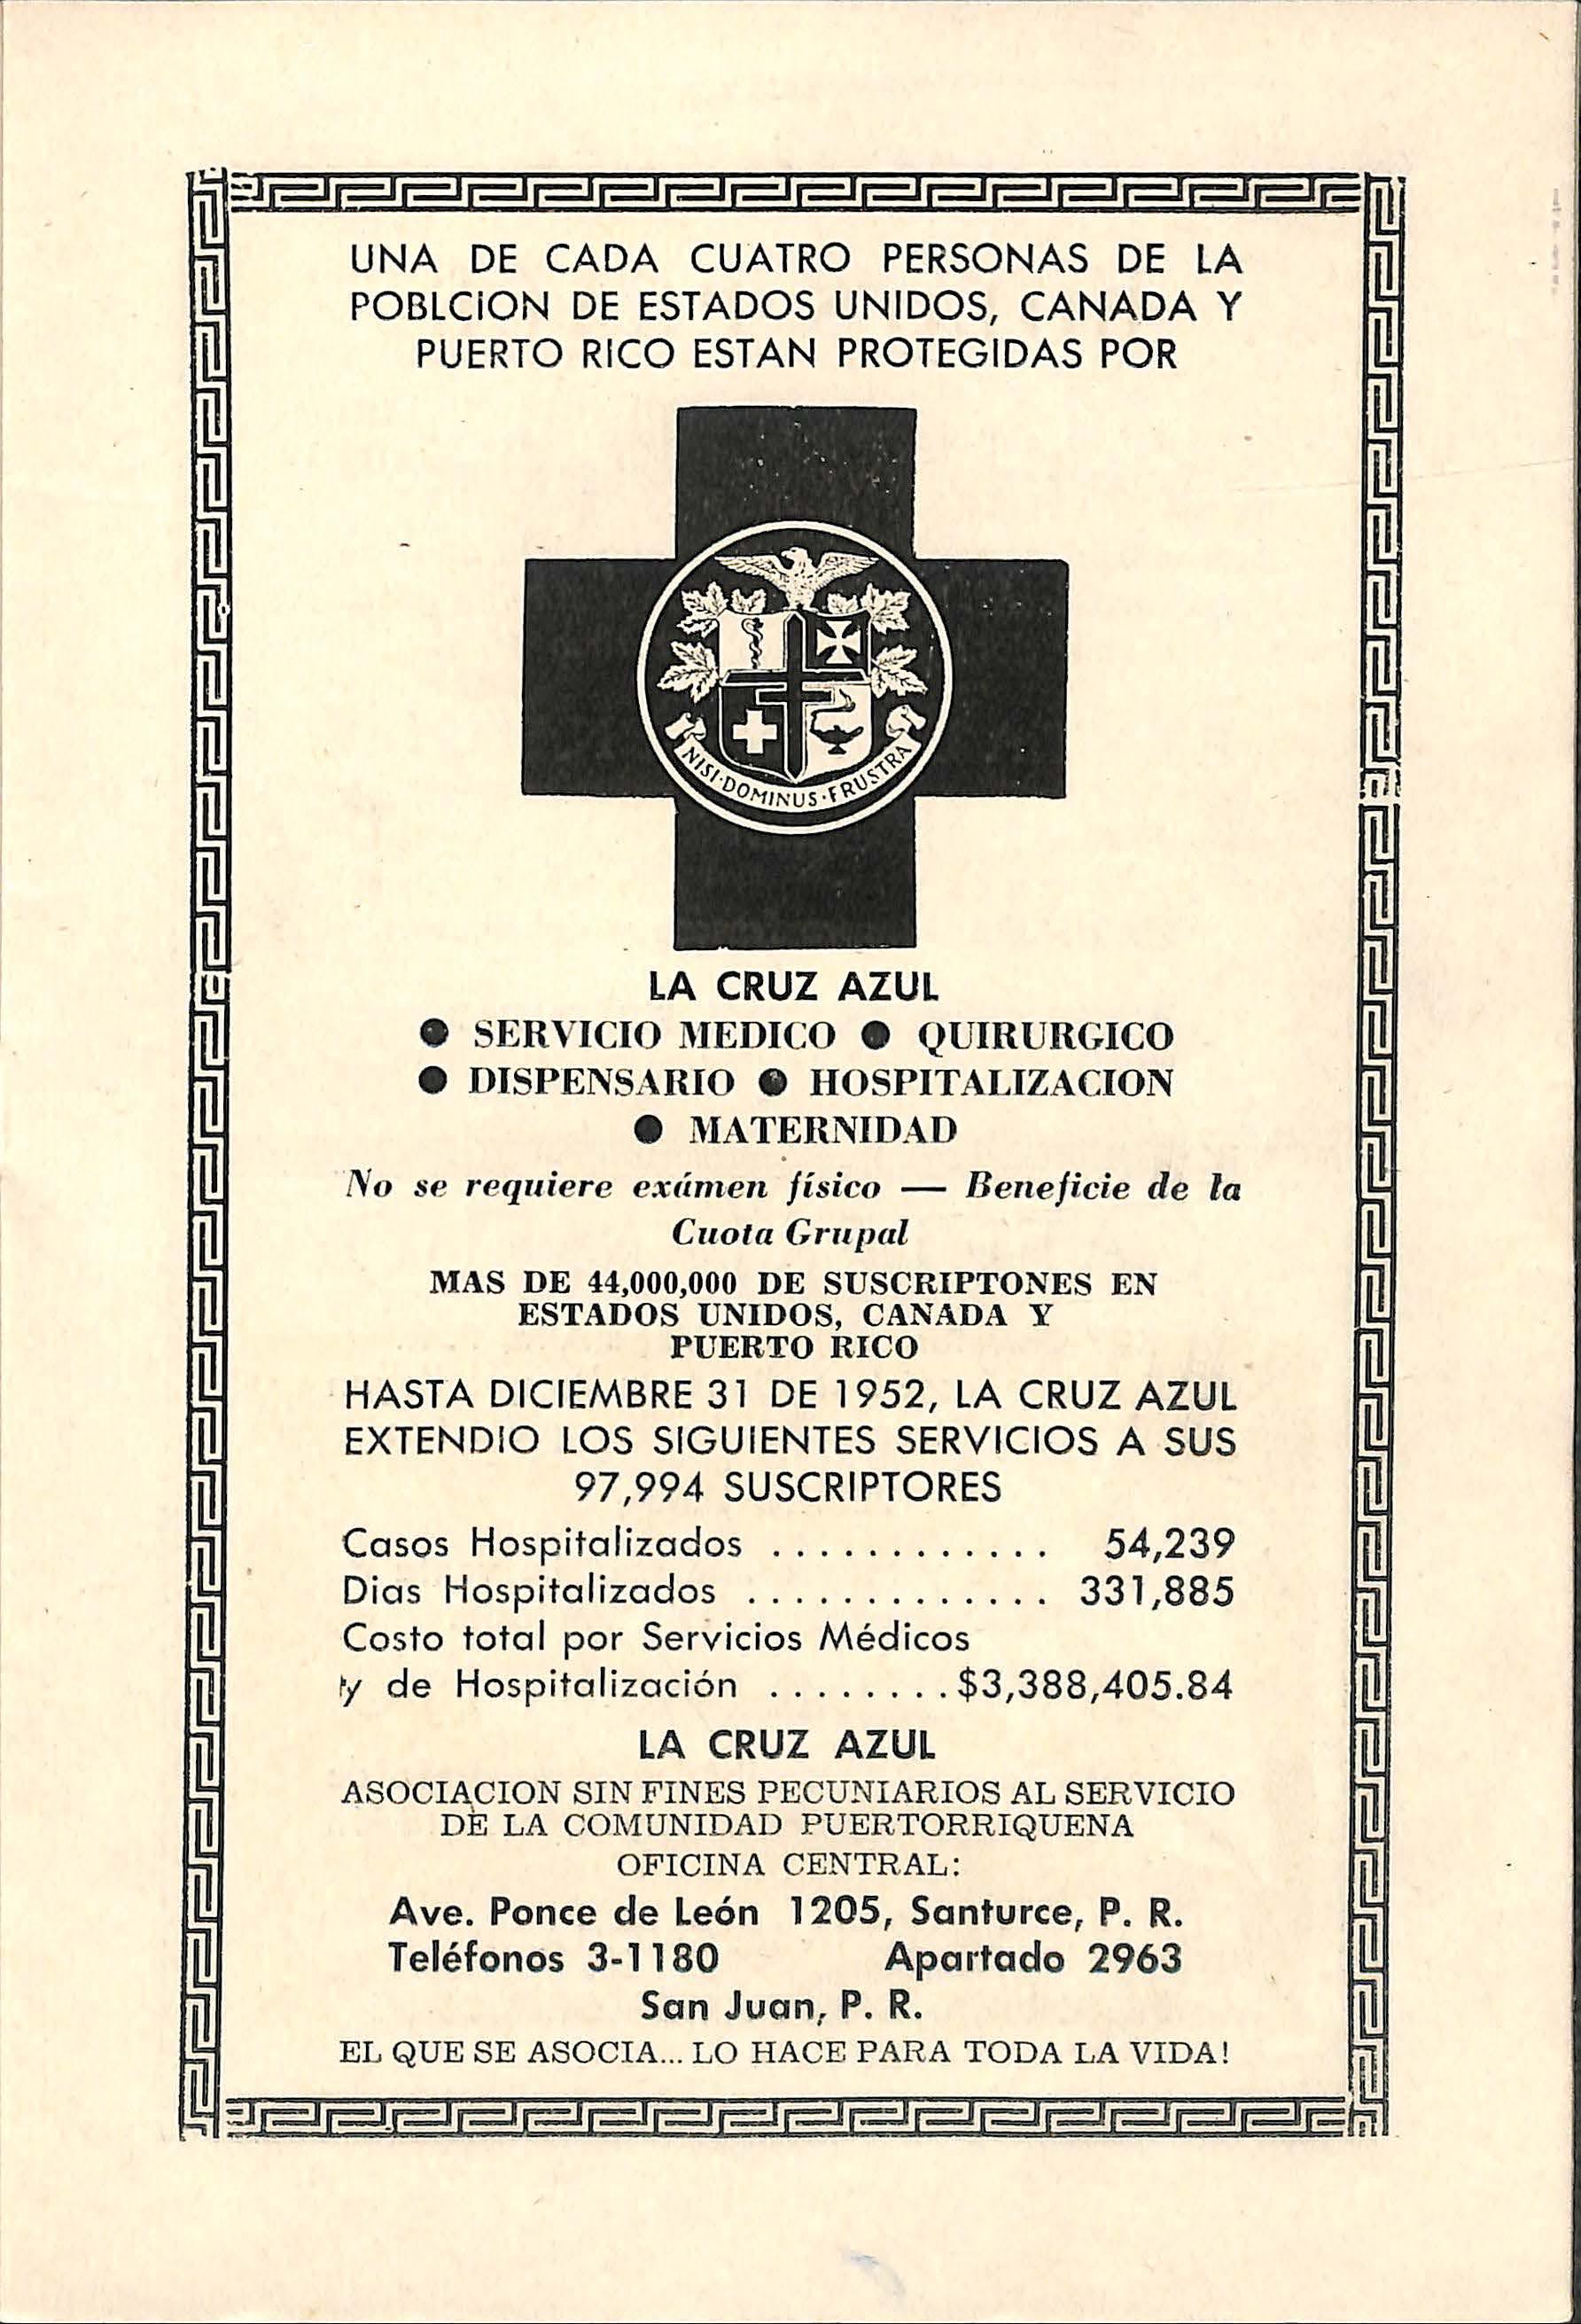 UNA DE CADA CUATRO PERSONAS DE LA
POBLCION DE ESTADOS UNIDOS, CANADA Y
PUERTO RICO ESTAN PROTEGIDAS POR
NISI·DOMINUS·FRUSTRA
LA CRUZ AZUL
● SERVICIO MEDICO ● QUIRURGICO
● DISPENSARIO ● HOSPITALIZACION
● MATERNIDAD
No se requiere exámen físico — Beneficie de la
Cuota Grupal
MAS DE 44,000,000 DE SUSCRIPTONES EN
ESTADOS UNIDOS, CANADA Y
PUERTO RICO
HASTA DICIEMBRE 31 DE 1952, LA CRUZ AZUL
EXTENDIO LOS SIGUIENTES SERVICIOS A SUS
97,994 SUSCRIPTORES
Casos Hospitalizados ............ 54,239
Dias Hospitalizados ............. 331,885
Costo total por Servicios Médicos
y de Hospitalización ........ $3,388,405.84
LA CRUZ AZUL
ASOCIACION SIN FINES PECUNIARIOS AL SERVICIO
DE LA COMUNIDAD PUERTORRIQUENA
OFICINA CENTRAL:
Ave. Ponce de León 1205, Santurce, P. R.
Teléfonos 3-1180 Apartado 2963
San Juan, P. R.
EL QUE SE ASOCIA... LO HACE PARA TODA LA VIDA!